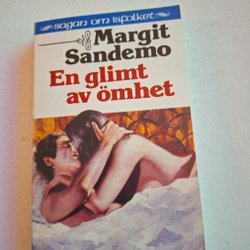 sagan om isfolket
Margit
Sandemo
En glimt
av ömhet